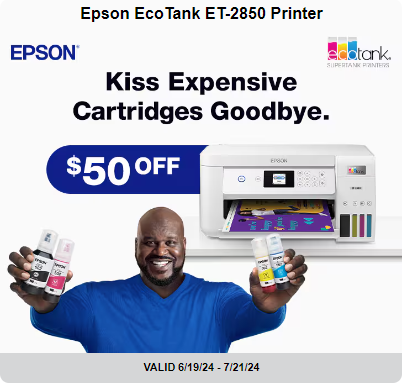 Epson EcoTank ET-2850 Printer
EPSON
ecotank
SUPERTANK PRINTERS
Kiss Expensive
Cartridges Goodbye.
$50 OFF
EPSON
VALID 6/19/24 - 7/21/24